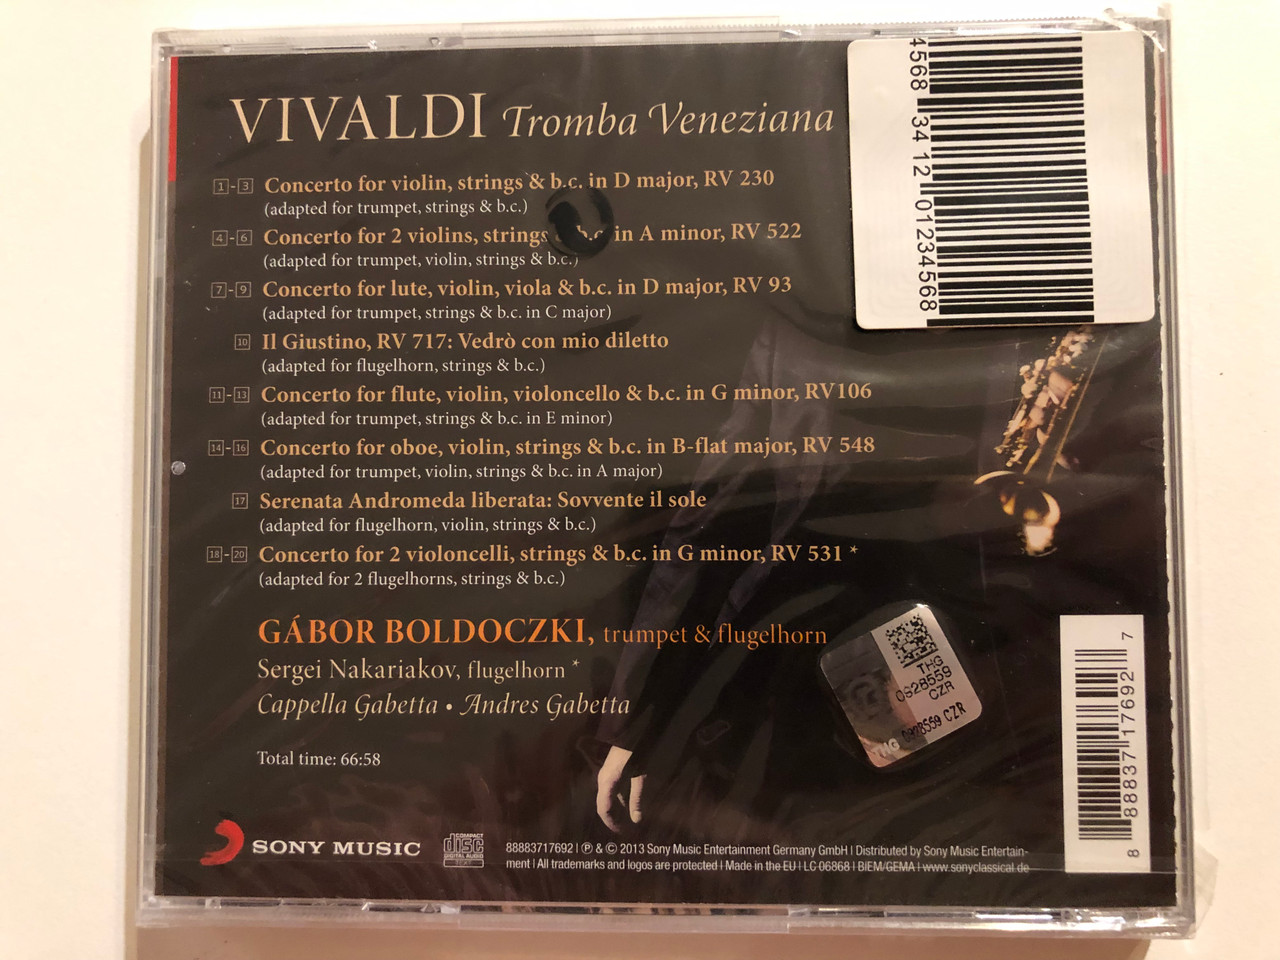 VIVALDI Tromba Veneziana
1-3 Concerto for violin, strings & b.c. in D major, RV 230
(adapted for trumpet, strings & b.c.)
4-6 Concerto for 2 violins, strings b.c. in A minor, RV 522
(adapted for trumpet, violin, strings & b.c.)
7-9 Concerto for lute, violin, viola & b.c. in D major, RV 93
(adapted for trumpet, strings & b.c. in C major)
10 Il Giustino, RV 717: Vedrò con mio diletto
(adapted for flugelhorn, strings & b.c.)
11-13 Concerto for flute, violin, violoncello & b.c. in G minor, RV106
(adapted for trumpet, strings & b.c. in E minor)
14-16 Concerto for oboe, violin, strings & b.c. in B-flat major, RV 548
(adapted for trumpet, violin, strings & b.c. in A major)
17 Serenata Andromeda liberata: Sovvente il sole
(adapted for flugelhorn, violin, strings & b.c.)
18-20 Concerto for 2 violoncelli, strings & b.c. in G minor, RV 531 *
(adapted for 2 flugelhorns, strings & b.c.)
GÁBOR BOLDOCZKI, trumpet & flugelhorn
Sergei Nakariakov, flugelhorn *
Cappella Gabetta • Andres Gabetta
Total time: 66:58
SONY MUSIC
COMPACT
disc
DIGITAL AUDIO
TEXT
88883717692 | ℗ & © 2013 Sony Music Entertainment Germany GmbH | Distributed by Sony Music Entertain-
ment | All trademarks and logos are protected | Made in the EU | LC 06868 | BIEM/GEMA | www.sonyclassical.de
4568 34 12 01234568
THG
0928559
CZR
THG 0928559 CZR
8 88837 17692 7